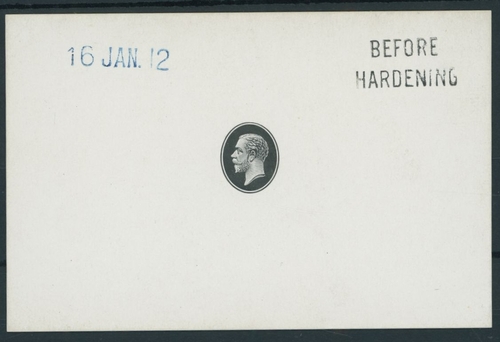 16 JAN. 12
BEFORE
HARDENING